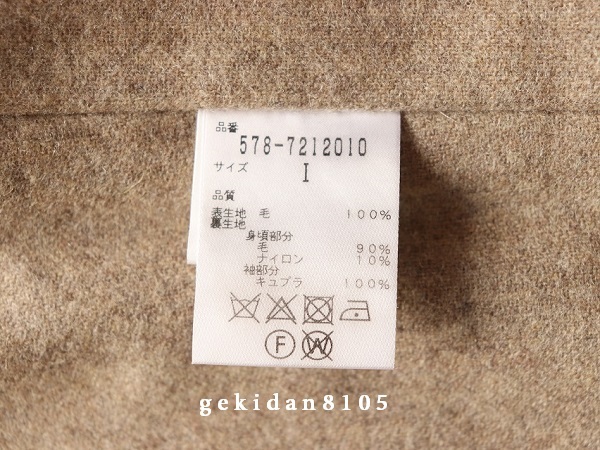 品番
578-7212010
サイズ
I
品質
表生地 毛 100%
裏生地
身頃部分
毛 90%
ナイロン 10%
袖部分
キュプラ 100%
F W
gekidan8105